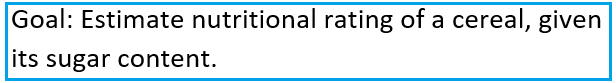 Goal: Estimate nutritional rating of a cereal, given
its sugar content.